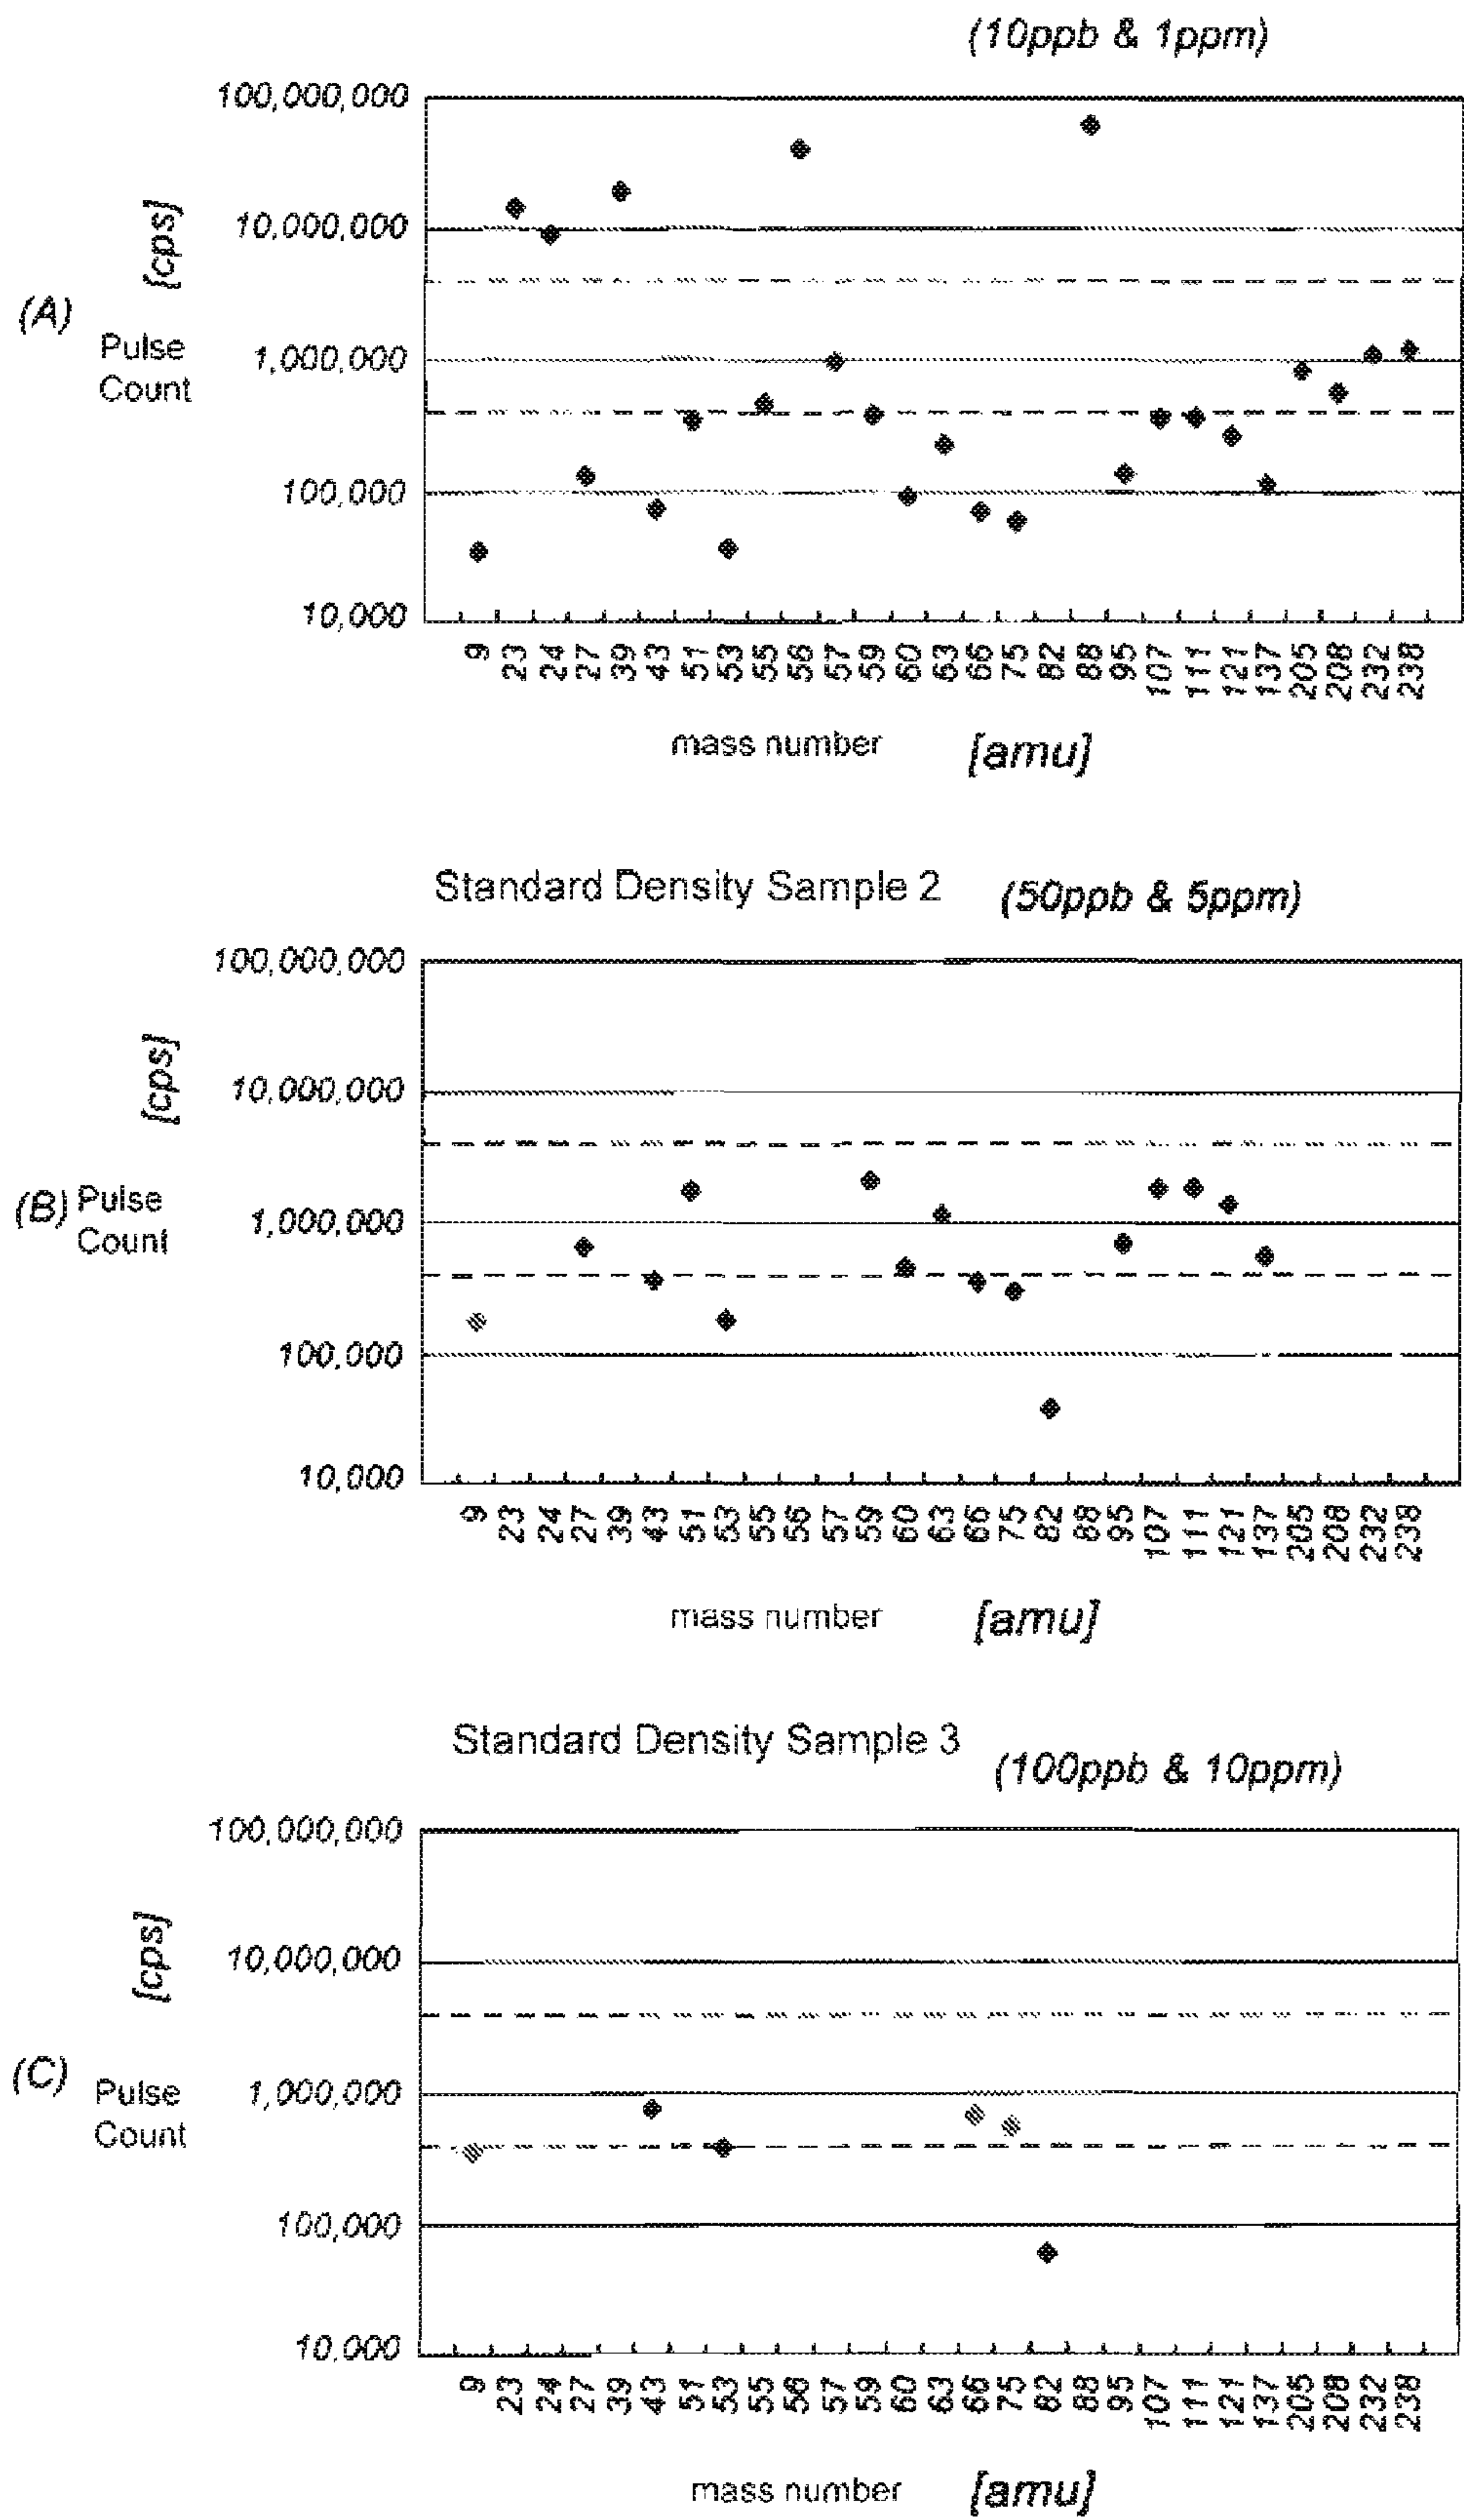 (10ppb & 1ppm)
100,000,000
10,000,000
1,000,000
100,000
10,000
[cps]
(A)
Pulse
Count
9 23 24 27 39 43 51 53 55 56 57 59 60 63 66 75 82 88 95 107 111 121 137 205 208 232 238
mass number [amu]
Standard Density Sample 2 (50ppb & 5ppm)
100,000,000
10,000,000
1,000,000
100,000
10,000
[cps]
(B)
Pulse
Count
9 23 24 27 39 43 51 53 55 56 57 59 60 63 66 75 82 88 95 107 111 121 137 205 208 232 238
mass number [amu]
Standard Density Sample 3 (100ppb & 10ppm)
100,000,000
10,000,000
1,000,000
100,000
10,000
[cps]
(C)
Pulse
Count
9 23 24 27 39 43 51 53 55 56 57 59 60 63 66 75 82 88 95 107 111 121 137 205 208 232 238
mass number [amu]